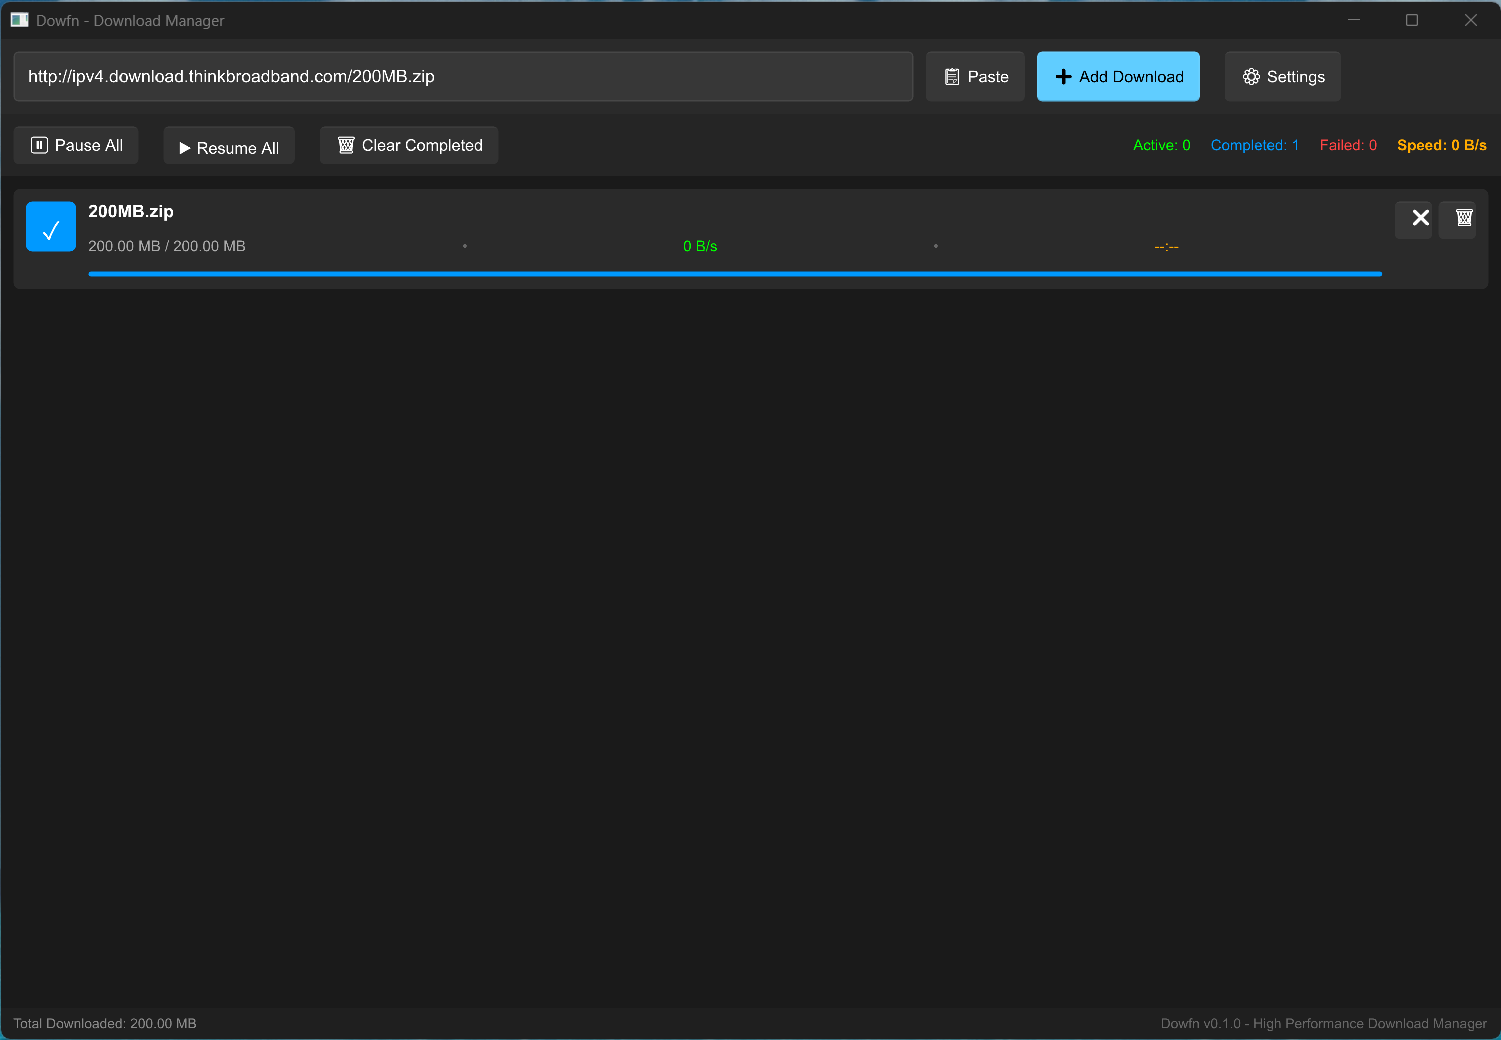 Dowfn - Download Manager
http://ipv4.download.thinkbroadband.com/200MB.zip
Paste
Add Download
Settings
Pause All
Resume All
Clear Completed
Active: 0
Completed: 1
Failed: 0
Speed: 0 B/s
200MB.zip
200.00 MB / 200.00 MB
•
0 B/s
•
--:--
Total Downloaded: 200.00 MB
Dowfn v0.1.0 - High Performance Download Manager